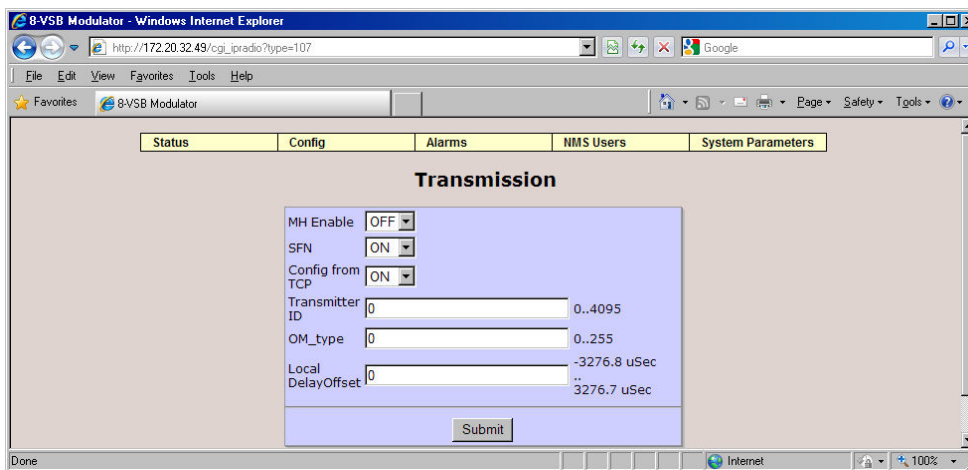 8-VSB Modulator - Windows Internet Explorer
http://172.20.32.49/cgi_ipradio?type=107
Google
File Edit View Favorites Tools Help
Favorites 8-VSB Modulator Page Safety Tools
Status Config Alarms NMS Users System Parameters
Transmission
MH Enable OFF
SFN ON
Config from
TCP ON
Transmitter
ID 0 0..4095
OM_type 0 0..255
Local
DelayOffset 0 -3276.8 uSec
..
3276.7 uSec
Submit
Done Internet 100%